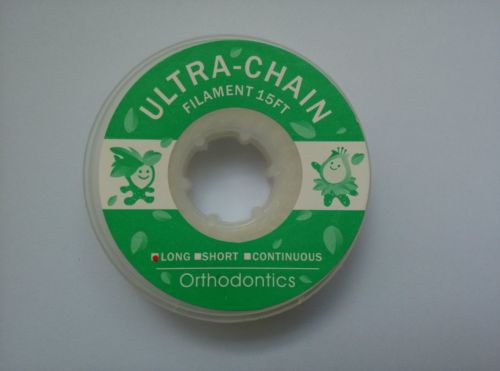 ULTRA-CHAIN
FILAMENT 15FT
LONG SHORT CONTINUOUS
Orthodontics